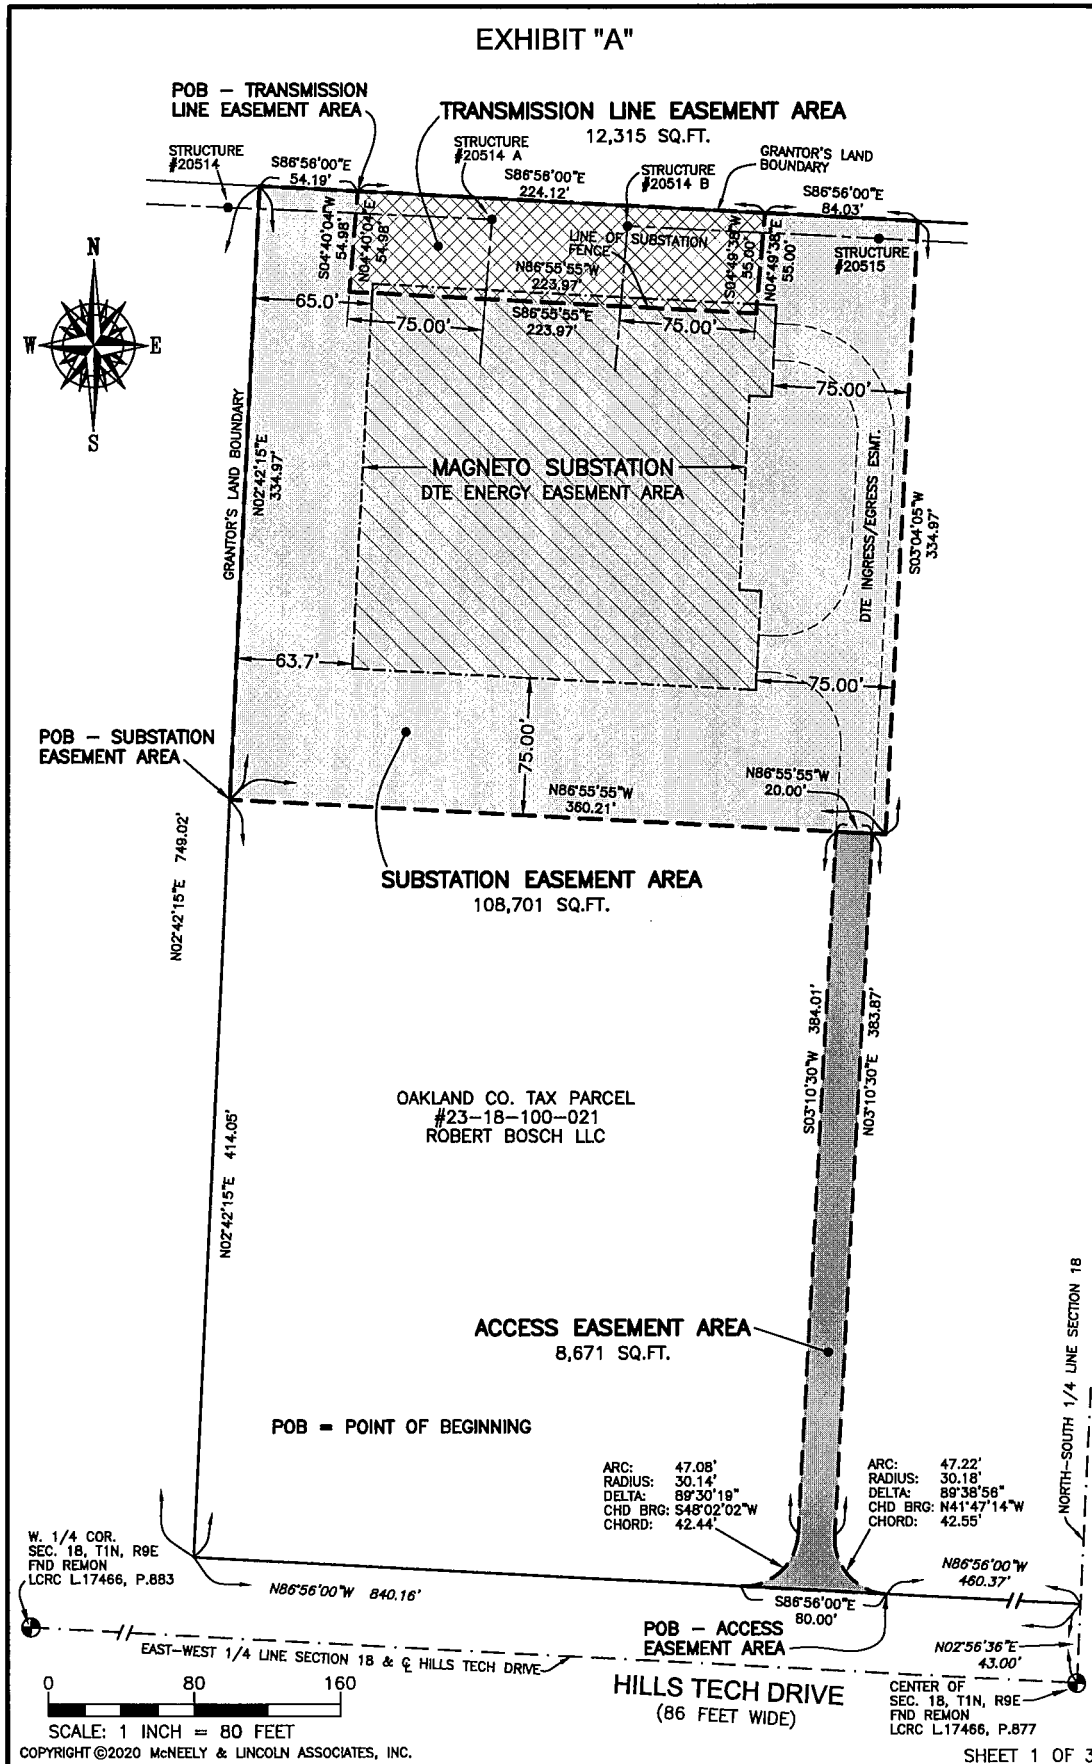 EXHIBIT "A"
POB – TRANSMISSION
LINE EASEMENT AREA
TRANSMISSION LINE EASEMENT AREA
12,315 SQ.FT.
STRUCTURE
#20514
S86°56'00"E
54.19'
STRUCTURE
#20514 A
S86°56'00"E
224.12'
STRUCTURE
#20514 B
GRANTOR'S LAND
BOUNDARY
S86°56'00"E
84.03'
S04°40'04"W
54.98'
N04°40'04"E
54.98'
LINE OF
FENCE
SUBSTATION
S04°49'38"W
55.00'
N04°49'38"E
55.00'
STRUCTURE
#20515
N86°55'55"W
223.97'
S86°55'55"E
223.97'
65.0'
75.00'
75.00'
75.00'
N
W
E
S
GRANTOR'S LAND BOUNDARY
N02°42'15"E
334.97'
MAGNETO SUBSTATION
DTE ENERGY EASEMENT AREA
DTE INGRESS/EGRESS ESMT.
S03°04'05"W
334.97'
63.7'
75.00'
75.00'
POB – SUBSTATION
EASEMENT AREA
N86°55'55"W
20.00'
N86°55'55"W
360.21'
N02°42'15"E 749.02'
SUBSTATION EASEMENT AREA
108,701 SQ.FT.
S03°10'30"W 384.01'
N03°10'30"E 383.87'
OAKLAND CO. TAX PARCEL
#23–18–100–021
ROBERT BOSCH LLC
N02°42'15"E 414.05'
ACCESS EASEMENT AREA
8,671 SQ.FT.
NORTH–SOUTH 1/4 LINE SECTION 18
POB = POINT OF BEGINNING
ARC: 47.08'
RADIUS: 30.14'
DELTA: 89°30'19"
CHD BRG: S48°02'02"W
CHORD: 42.44'
ARC: 47.22'
RADIUS: 30.18'
DELTA: 89°38'56"
CHD BRG: N41°47'14"W
CHORD: 42.55'
W. 1/4 COR.
SEC. 18, T1N, R9E
FND REMON
LCRC L.17466, P.883
N86°56'00"W 840.16'
N86°56'00"W
460.37'
S86°56'00"E
80.00'
POB – ACCESS
EASEMENT AREA
N02°56'36"E
43.00'
EAST–WEST 1/4 LINE SECTION 18 & ℄ HILLS TECH DRIVE
HILLS TECH DRIVE
(86 FEET WIDE)
CENTER OF
SEC. 18, T1N, R9E
FND REMON
LCRC L.17466, P.877
0 80 160
SCALE: 1 INCH = 80 FEET
COPYRIGHT ©2020 McNEELY & LINCOLN ASSOCIATES, INC.
SHEET 1 OF 3